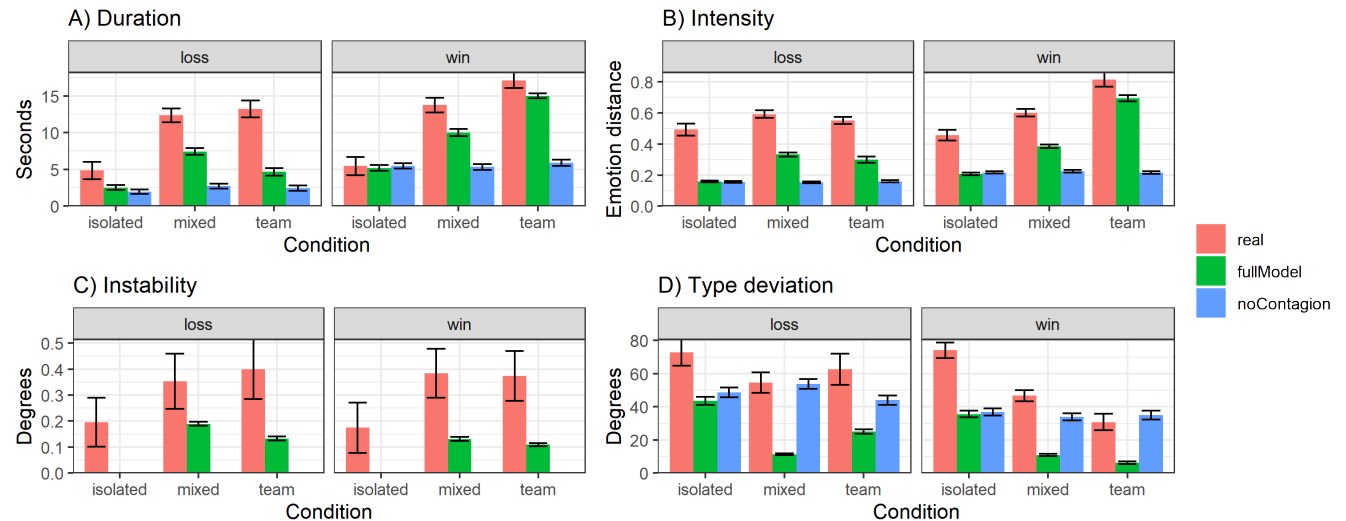 A) Duration
loss
win
Seconds
15
10
5
0
isolated
mixed
team
isolated
mixed
team
Condition
B) Intensity
loss
win
Emotion distance
0.8
0.6
0.4
0.2
0.0
isolated
mixed
team
isolated
mixed
team
Condition
real
fullModel
noContagion
C) Instability
loss
win
Degrees
0.5
0.4
0.3
0.2
0.1
0.0
isolated
mixed
team
isolated
mixed
team
Condition
D) Type deviation
loss
win
Degrees
80
60
40
20
0
isolated
mixed
team
isolated
mixed
team
Condition